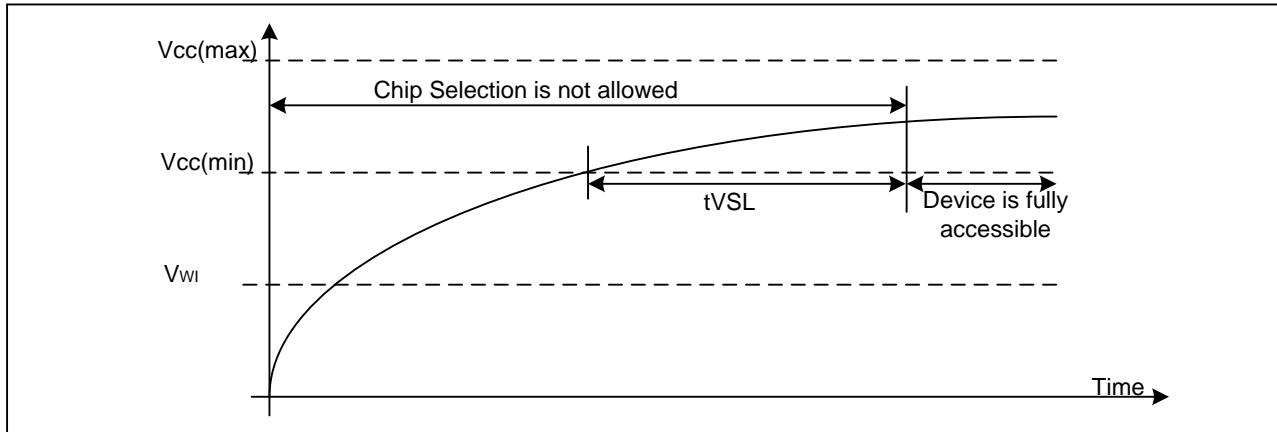 Vcc(max)
Chip Selection is not allowed
Vcc(min)
tVSL
Device is fully
accessible
VWI
Time